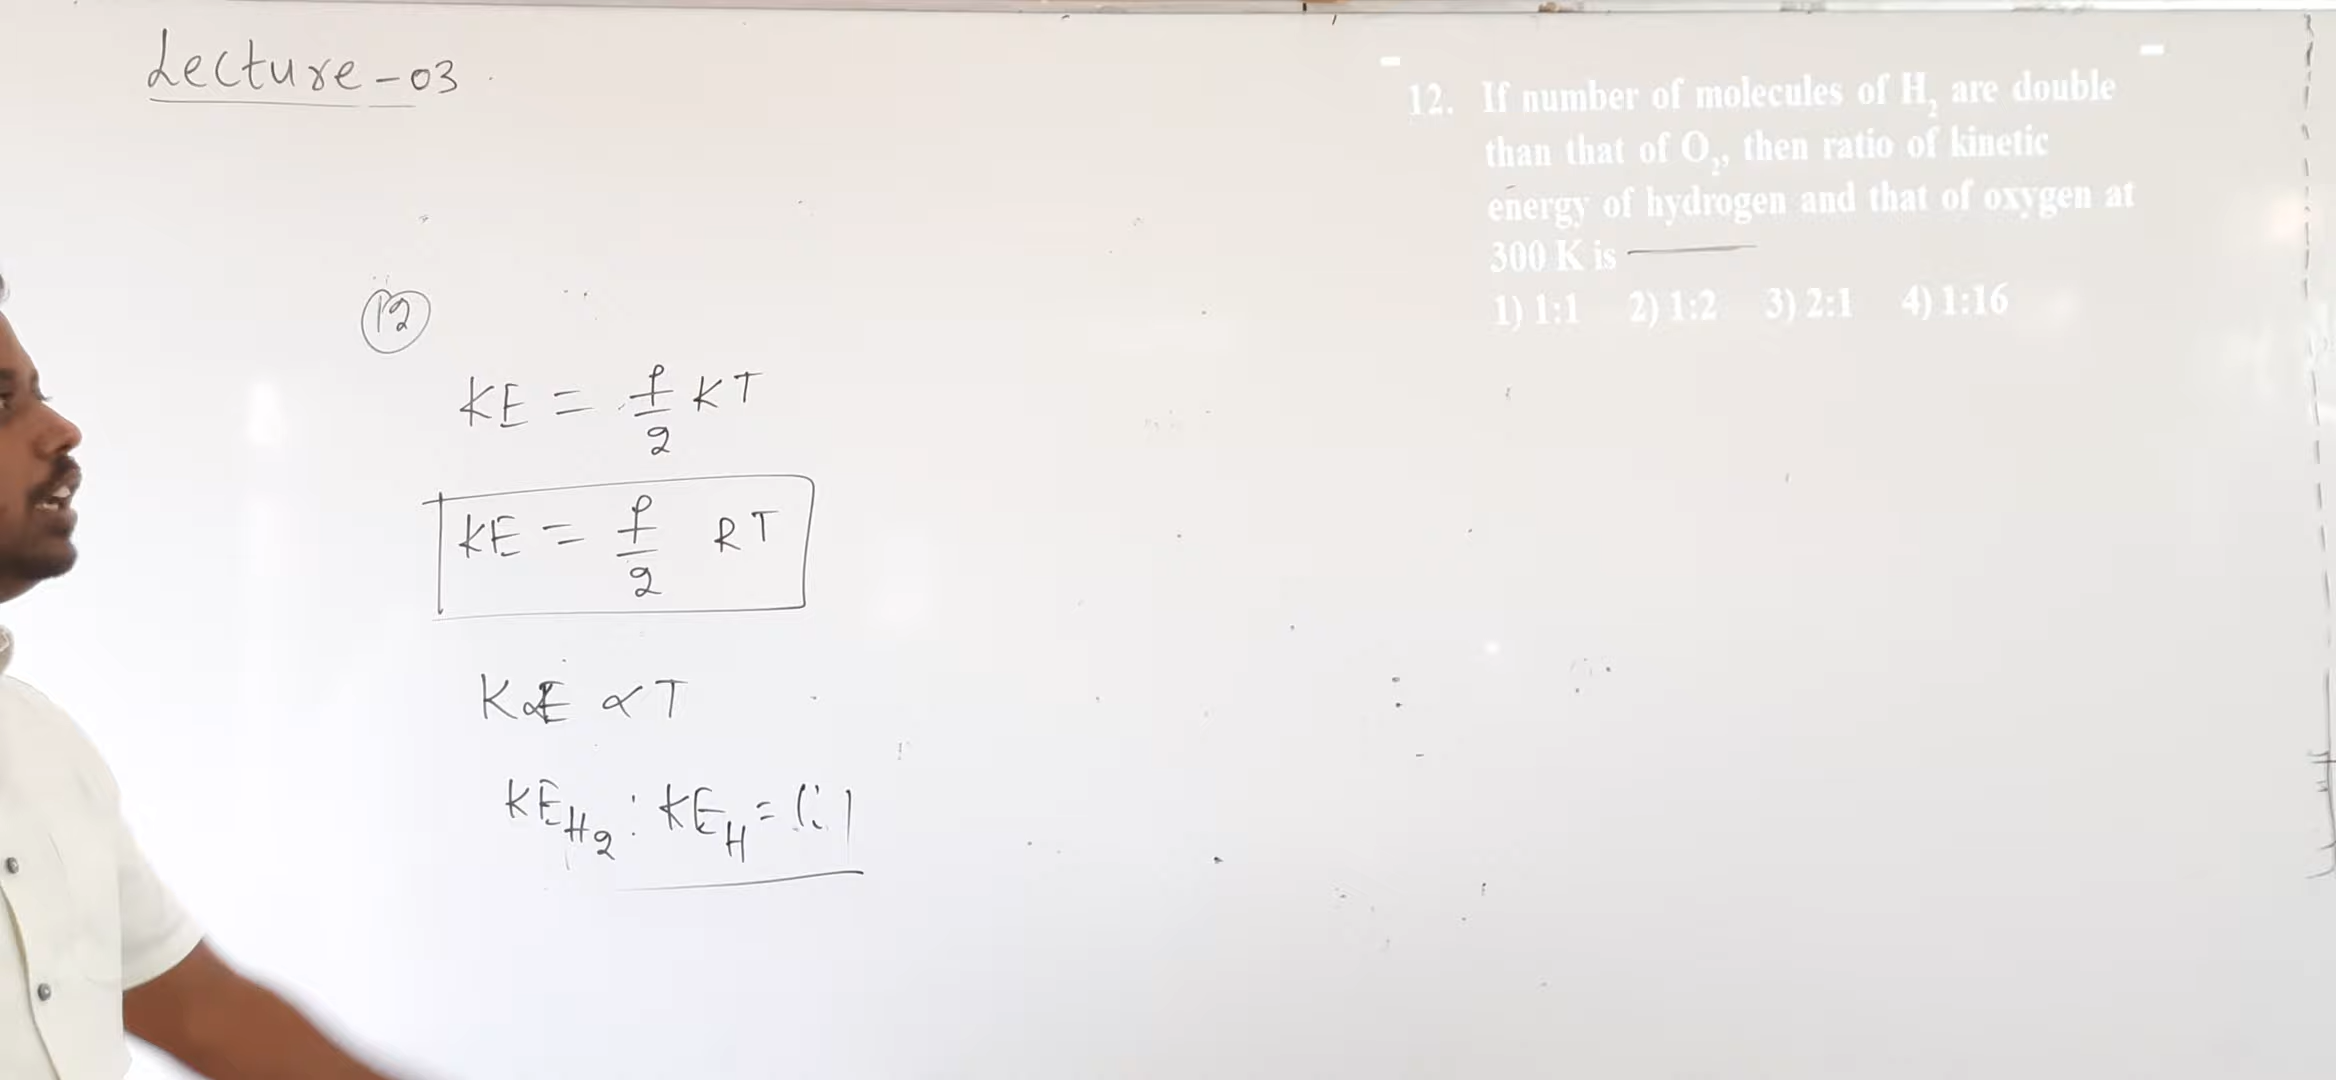 Lecture-03
12. If number of molecules of H₂ are double
than that of O₂, then ratio of kinetic
energy of hydrogen and that of oxygen at
300 K is ———
1) 1:1 2) 1:2 3) 2:1 4) 1:16
12
KE = f/2 KT
KE = f/2 RT
KE ∝ T
KE_H₂ : KE_H = 1:1